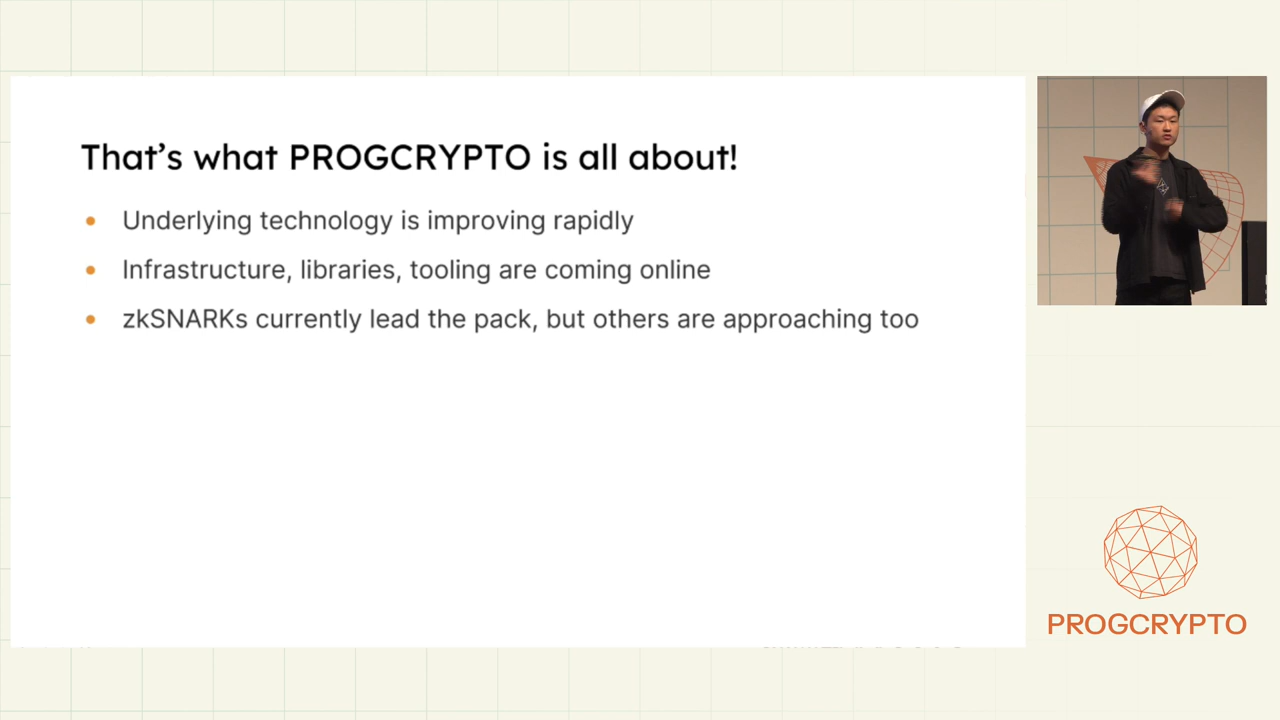 That’s what PROGCRYPTO is all about!
Underlying technology is improving rapidly
Infrastructure, libraries, tooling are coming online
zkSNARKs currently lead the pack, but others are approaching too
PROGCRYPTO